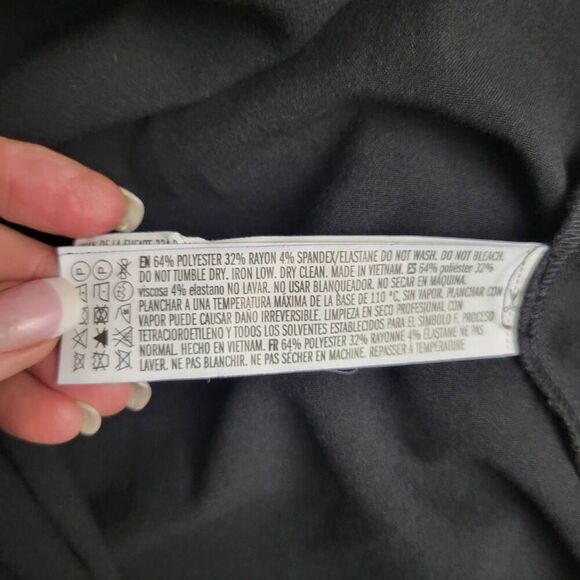 DE LA FUENTE
EN 64% POLYESTER 32% RAYON 4% SPANDEX/ELASTANE DO NOT WASH. DO NOT BLEACH.
DO NOT TUMBLE DRY. IRON LOW. DRY CLEAN. MADE IN VIETNAM. ES 64% poliéster 32%
viscosa 4% elastano NO LAVAR. NO USAR BLANQUEADOR. NO SECAR EN MÁQUINA.
PLANCHAR A UNA TEMPERATURA MÁXIMA DE LA BASE DE 110 °C, SIN VAPOR. PLANCHAR CON
VAPOR PUEDE CAUSAR DAÑO IRREVERSIBLE. LIMPIEZA EN SECO PROFESIONAL CON
TETRACLOROETILENO Y TODOS LOS SOLVENTES ESTABLECIDOS PARA EL SIMBOLO F. PROCESO
NORMAL. HECHO EN VIETNAM. FR 64% POLYESTER 32% RAYONNE 4% ÉLASTANE NE PAS
LAVER. NE PAS BLANCHIR. NE PAS SÉCHER EN MACHINE. REPASSER À TEMPÉRATURE
P
P